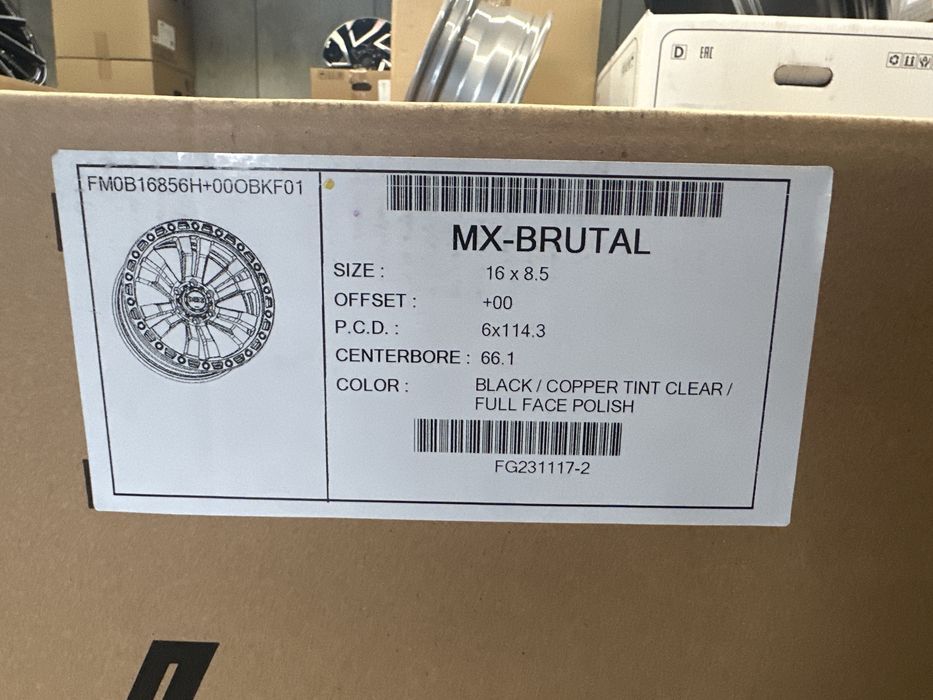 D EAC
FM0B16856H+00OBKF01
MX-BRUTAL
SIZE : 16 x 8.5
OFFSET : +00
P.C.D. : 6x114.3
CENTERBORE : 66.1
COLOR : BLACK / COPPER TINT CLEAR /
FULL FACE POLISH
FG231117-2